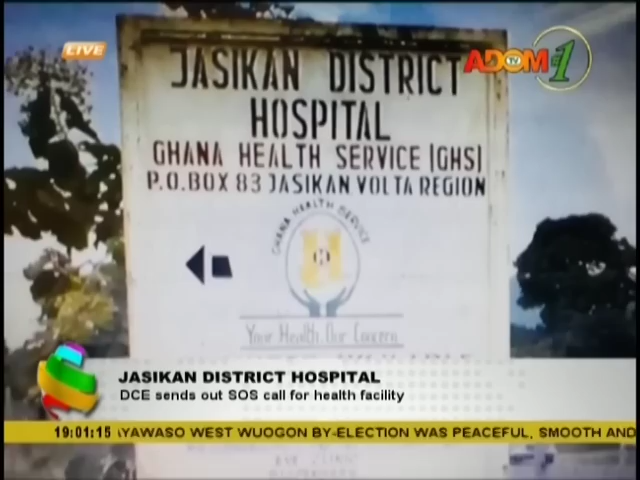 LIVE
ADOM TV 1
JASIKAN DISTRICT
HOSPITAL
GHANA HEALTH SERVICE (GHS)
P.O.BOX 83 JASIKAN VOLTA REGION
GHANA HEALTH SERVICE
Your Health, Our Concern
JASIKAN DISTRICT HOSPITAL
DCE sends out SOS call for health facility
19:01:15 AYAWASO WEST WUOGON BY-ELECTION WAS PEACEFUL, SMOOTH AND